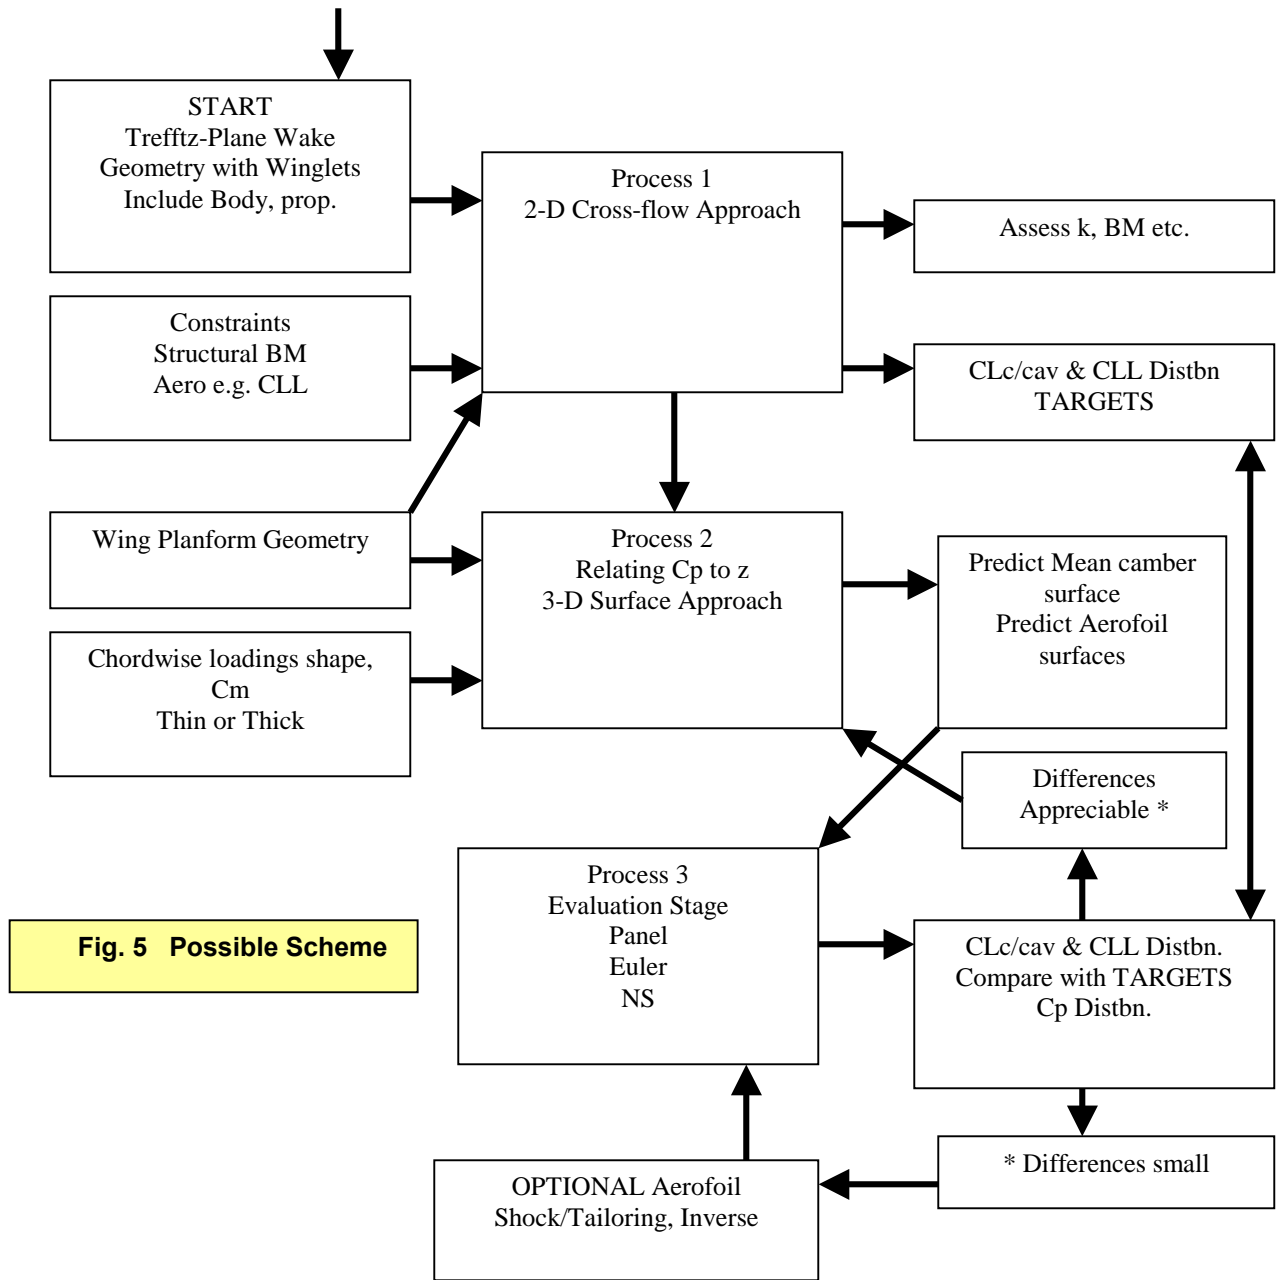 START
Trefftz-Plane Wake
Geometry with Winglets
Include Body, prop.
Process 1
2-D Cross-flow Approach
Assess k, BM etc.
Constraints
Structural BM
Aero e.g. CLL
CLc/cav & CLL Distbn
TARGETS
Wing Planform Geometry
Process 2
Relating Cp to z
3-D Surface Approach
Predict Mean camber
surface
Predict Aerofoil
surfaces
Chordwise loadings shape,
Cm
Thin or Thick
Differences
Appreciable *
Process 3
Evaluation Stage
Panel
Euler
NS
Fig. 5 Possible Scheme
CLc/cav & CLL Distbn.
Compare with TARGETS
Cp Distbn.
* Differences small
OPTIONAL Aerofoil
Shock/Tailoring, Inverse